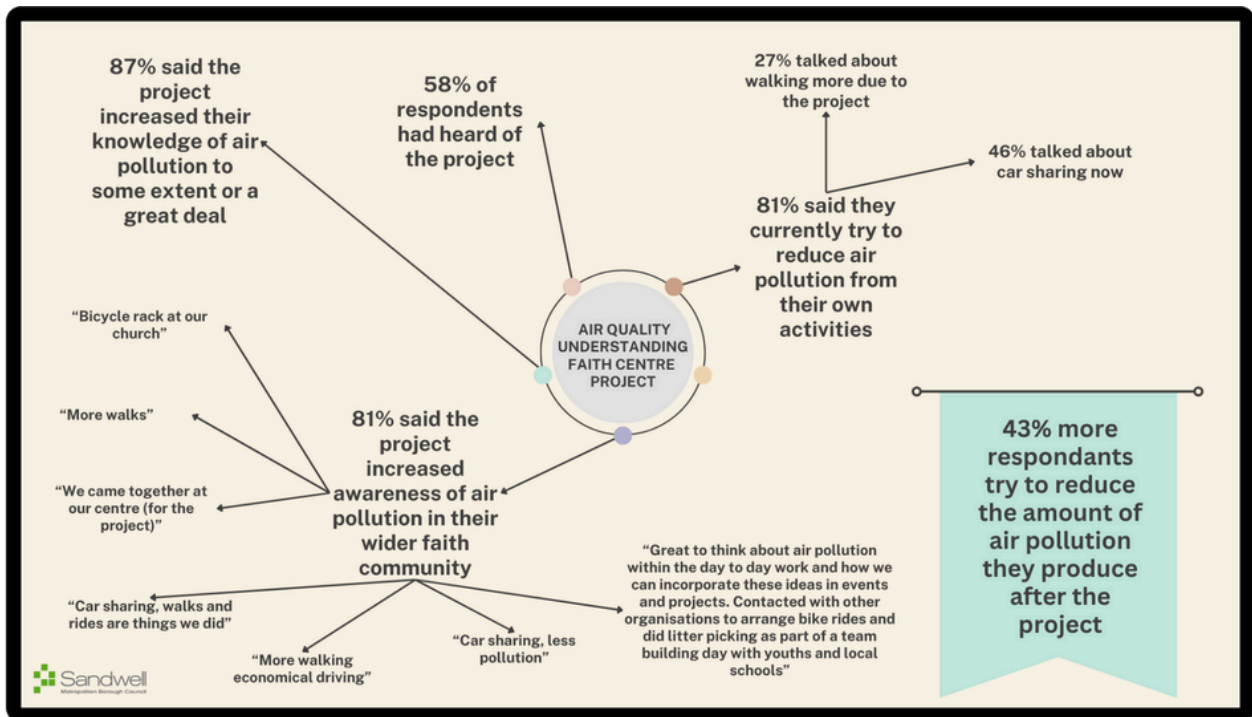 87% said the
project
increased their
knowledge of air
pollution to
some extent or a
great deal
58% of
respondents
had heard of
the project
27% talked about
walking more due to
the project
46% talked about
car sharing now
81% said they
currently try to
reduce air
pollution from
their own
activities
AIR QUALITY
UNDERSTANDING
FAITH CENTRE
PROJECT
“Bicycle rack at our
church”
“More walks”
“We came together at
our centre (for the
project)”
81% said the
project
increased
awareness of air
pollution in their
wider faith
community
“Car sharing, walks and
rides are things we did”
“More walking
economical driving”
“Car sharing, less
pollution”
“Great to think about air pollution
within the day to day work and how we
can incorporate these ideas in events
and projects. Contacted with other
organisations to arrange bike rides and
did litter picking as part of a team
building day with youths and local
schools”
43% more
respondants
try to reduce
the amount of
air pollution
they produce
after the
project
Sandwell
Metropolitan Borough Council